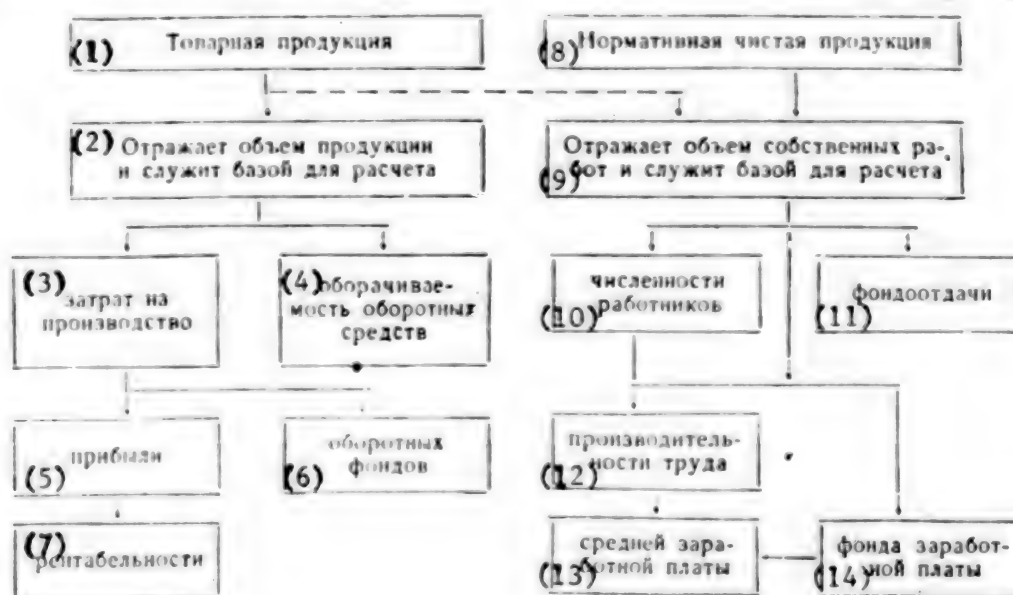 (1) Товарная продукция
(8) Нормативная чистая продукция
(2) Отражает объем продукции
и служит базой для расчета
Отражает объем собственных ра-
(9) бот и служит базой для расчета
(3) затрат на
производство
(4) оборачивае-
мость оборотных
средств
численности
(10) работников
фондоотдачи
(11)
прибыли
(5)
оборотных
(6) фондов
производитель-
(12) ности труда
(7) рентабельности
средней зара-
(13) ботной платы
фонда заработ-
(14) ной платы